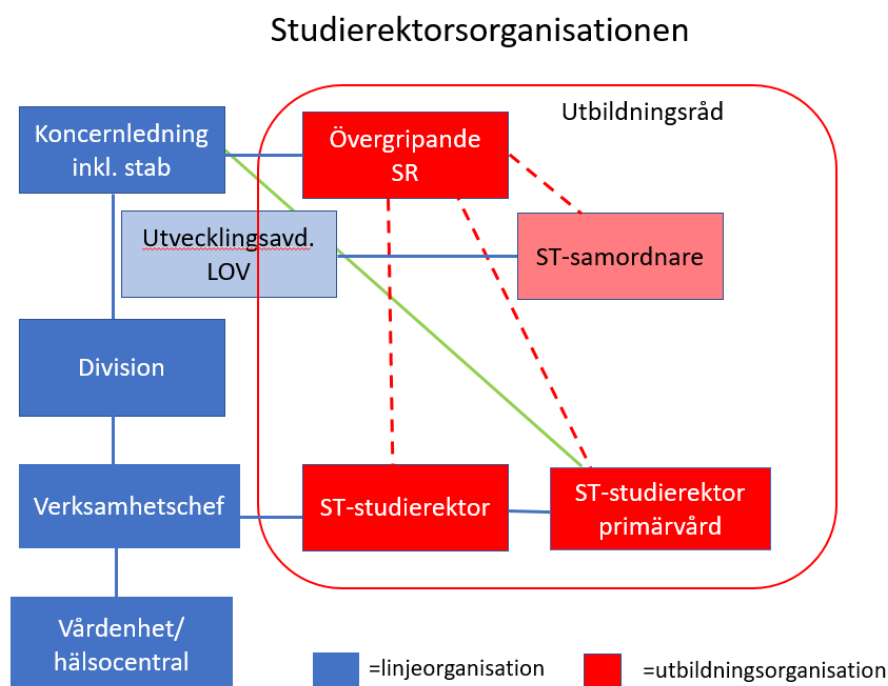 Studierektorsorganisationen
Utbildningsråd
Koncernledning
inkl. stab
Övergripande
SR
Utvecklingsavd.
LOV
ST-samordnare
Division
Verksamhetschef
ST-studierektor
ST-studierektor
primärvård
Vårdenhet/
hälsocentral
=linjeorganisation
=utbildningsorganisation